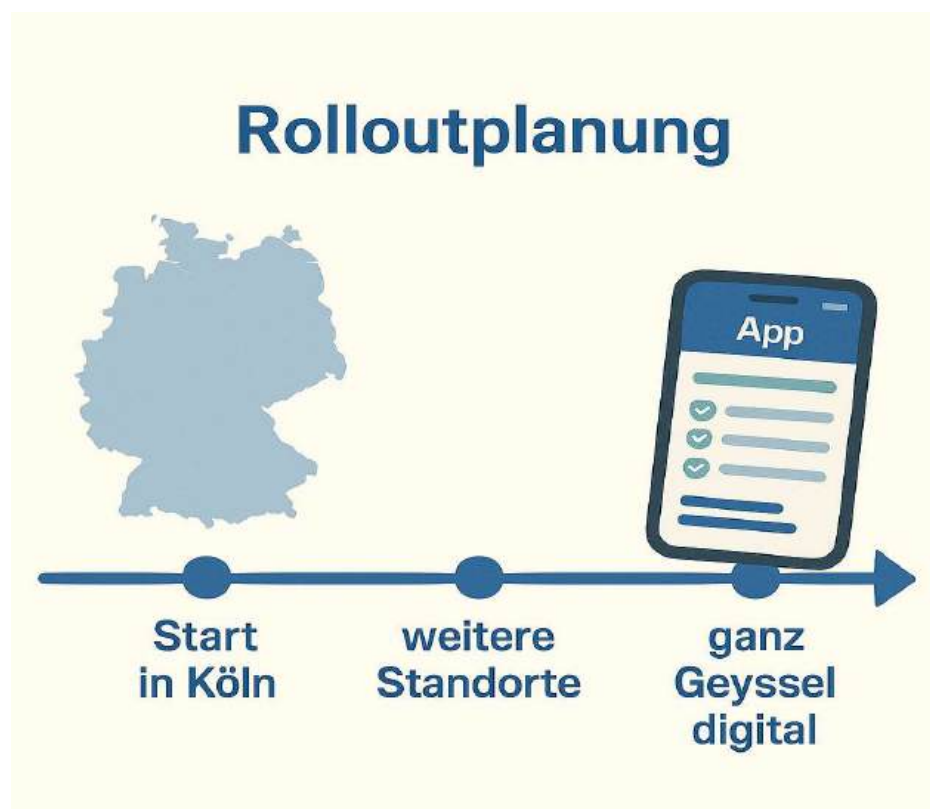 Rolloutplanung
App
Start
in Köln
weitere
Standorte
ganz
Geyssel
digital